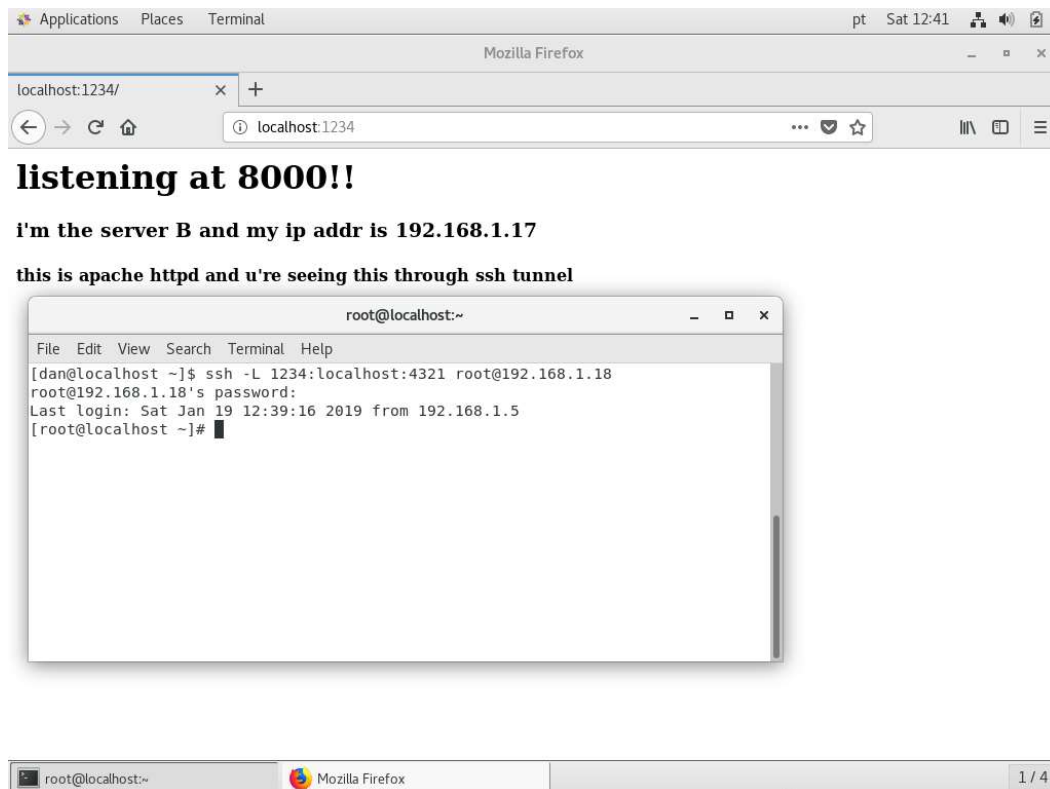 Applications Places Terminal pt Sat 12:41
Mozilla Firefox
localhost:1234/
localhost:1234
listening at 8000!!
i'm the server B and my ip addr is 192.168.1.17
this is apache httpd and u're seeing this through ssh tunnel
root@localhost:~
File Edit View Search Terminal Help
[dan@localhost ~]$ ssh -L 1234:localhost:4321 root@192.168.1.18
root@192.168.1.18's password:
Last login: Sat Jan 19 12:39:16 2019 from 192.168.1.5
[root@localhost ~]#
root@localhost:~ Mozilla Firefox 1 / 4